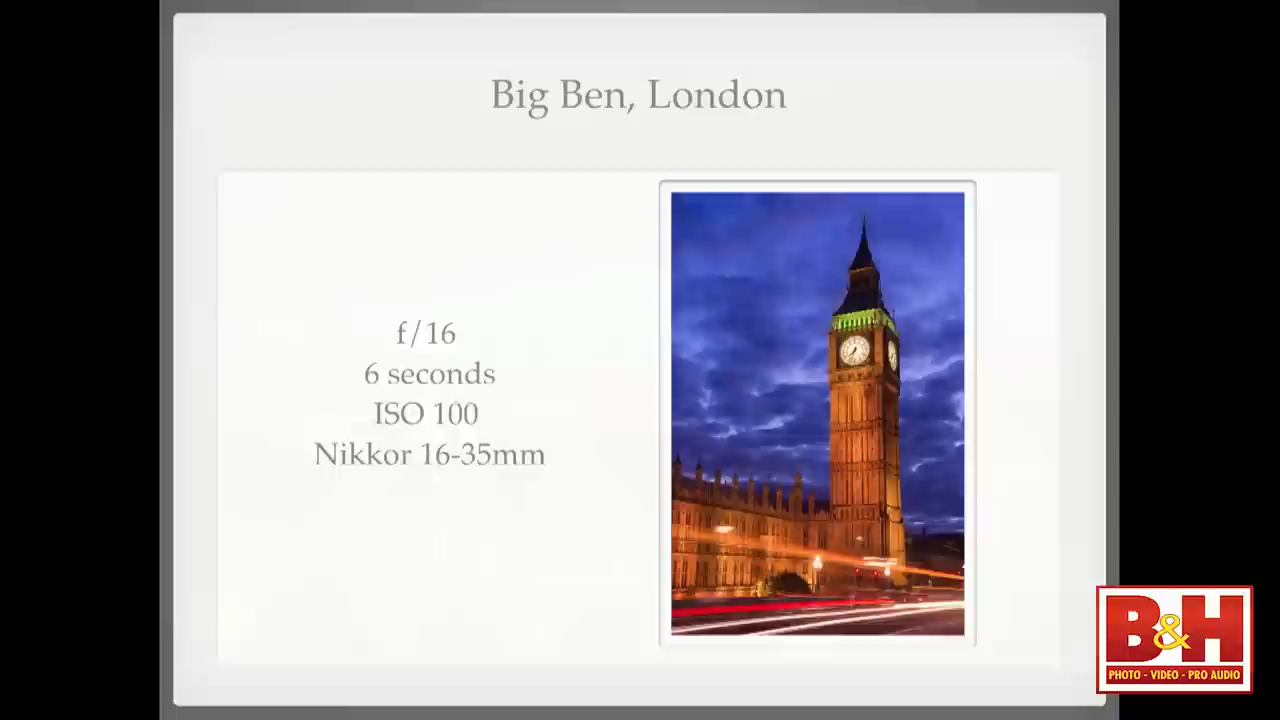 Big Ben, London
f/16
6 seconds
ISO 100
Nikkor 16-35mm
B&H
PHOTO - VIDEO - PRO AUDIO